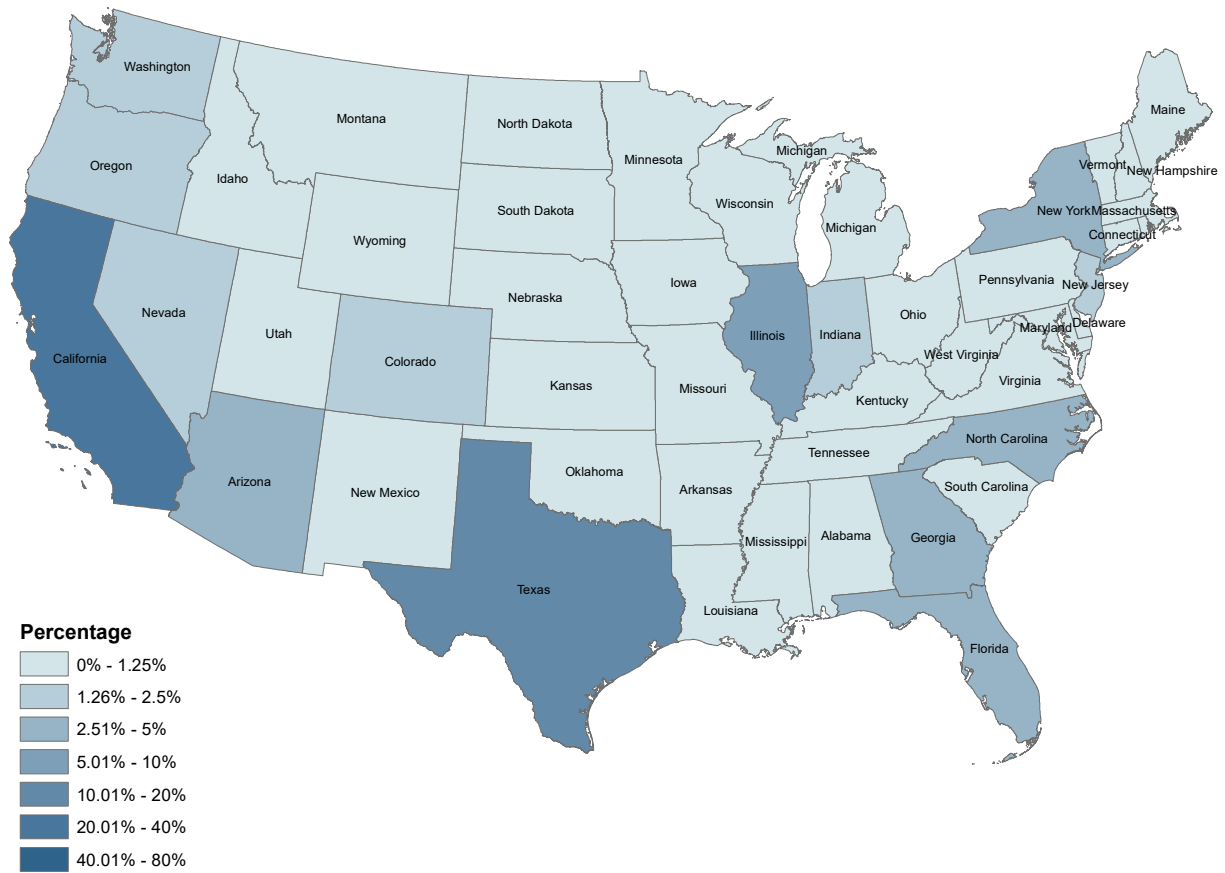 Washington
Montana
North Dakota
Minnesota
Michigan
Maine
Oregon
Idaho
Vermont
New Hampshire
South Dakota
Wisconsin
New York
Massachusetts
Wyoming
Michigan
Connecticut
Nevada
Nebraska
Iowa
Pennsylvania
New Jersey
Utah
Illinois
Indiana
Ohio
Maryland
Delaware
California
Colorado
West Virginia
Kansas
Missouri
Kentucky
Virginia
Arizona
New Mexico
Oklahoma
Arkansas
Tennessee
North Carolina
South Carolina
Mississippi
Alabama
Georgia
Texas
Louisiana
Florida
Percentage
0% - 1.25%
1.26% - 2.5%
2.51% - 5%
5.01% - 10%
10.01% - 20%
20.01% - 40%
40.01% - 80%